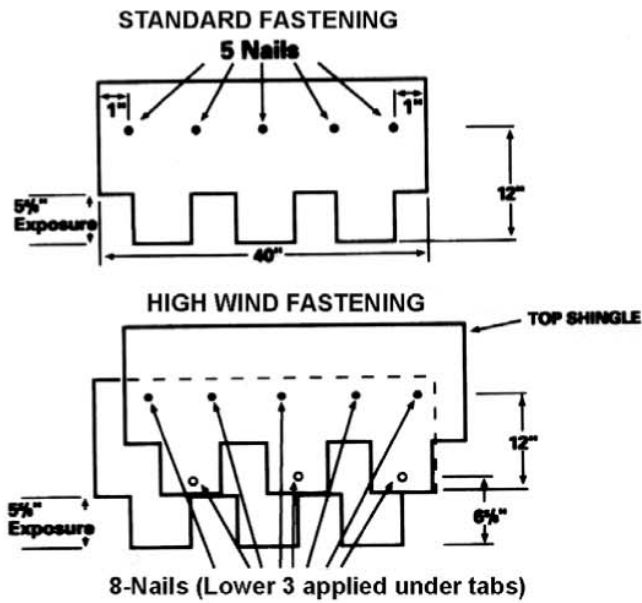 STANDARD FASTENING
5 Nails
1"
1"
12"
5⅝"
Exposure
40"
HIGH WIND FASTENING
TOP SHINGLE
12"
5⅝"
Exposure
6⅝"
8-Nails (Lower 3 applied under tabs)